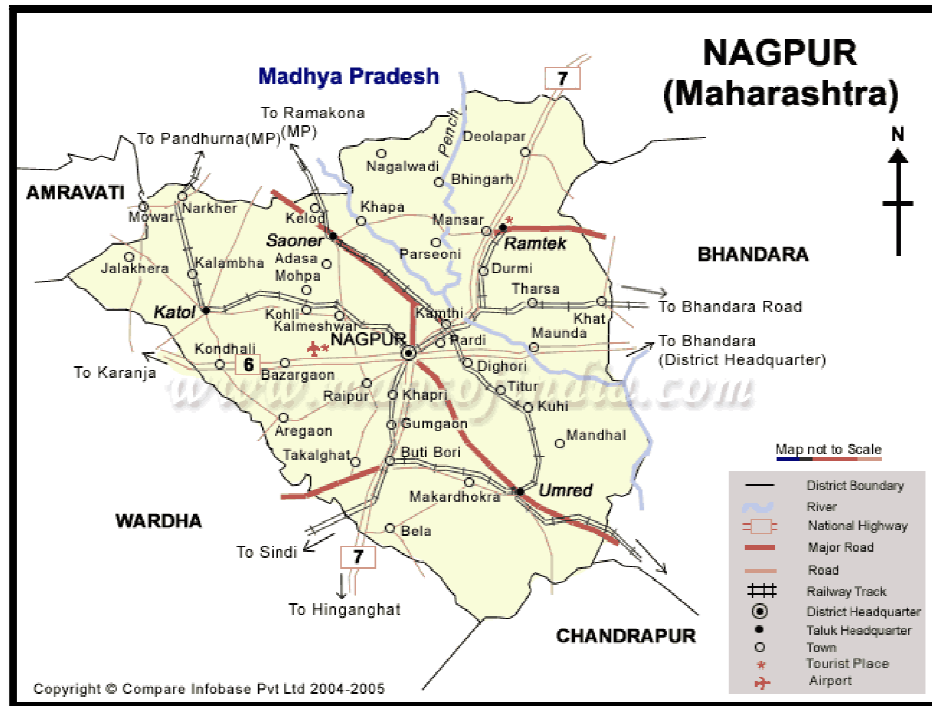 NAGPUR
(Maharashtra)
Madhya Pradesh
7
To Ramakona
(MP)
To Pandhurna(MP)
Pench
Deolapar
N
Nagalwadi
Bhingarh
AMRAVATI
Mowar
Narkher
Kelod
Khapa
Mansar
Saoner
Ramtek
Parseoni
BHANDARA
Jalakhera
Kalambha
Adasa
Mohpa
Durmi
Tharsa
To Bhandara Road
Katol
Kohli
Kalmeshwar
Kamthi
Khat
NAGPUR
Pardi
Maunda
To Bhandara
(District Headquarter)
Kondhali
6
Bazargaon
Dighori
To Karanja
www.mapsofindia.com
Raipur
Khapri
Titur
Kuhi
Aregaon
Gumgaon
Mandhal
Takalghat
Buti Bori
Map not to Scale
Makardhokra
Umred
WARDHA
Bela
To Sindi
7
To Hinganghat
CHANDRAPUR
District Boundary
River
National Highway
Major Road
Road
Railway Track
District Headquarter
Taluk Headquarter
Town
Tourist Place
Airport
Copyright © Compare Infobase Pvt Ltd 2004-2005